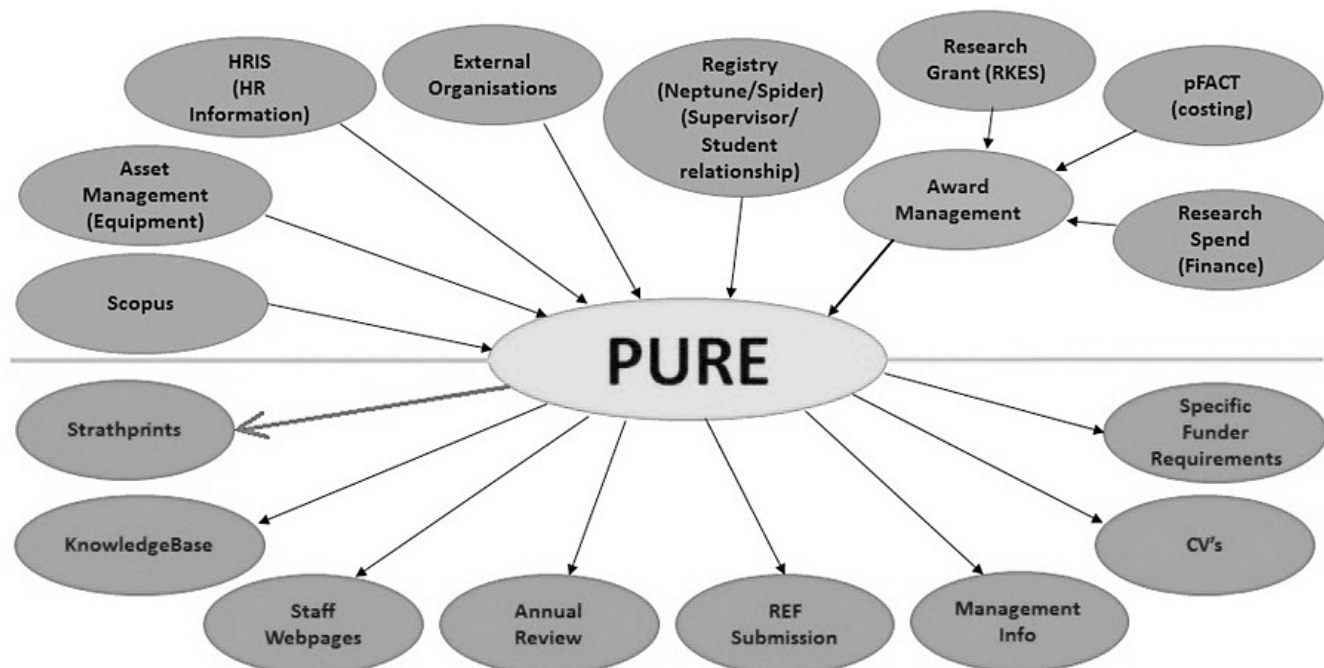 HRIS
(HR
Information)
External
Organisations
Registry
(Neptune/Spider)
(Supervisor/
Student
relationship)
Research
Grant (RKES)
pFACT
(costing)
Asset
Management
(Equipment)
Award
Management
Research
Spend
(Finance)
Scopus
PURE
Strathprints
Specific
Funder
Requirements
KnowledgeBase
CV's
Staff
Webpages
Annual
Review
REF
Submission
Management
Info